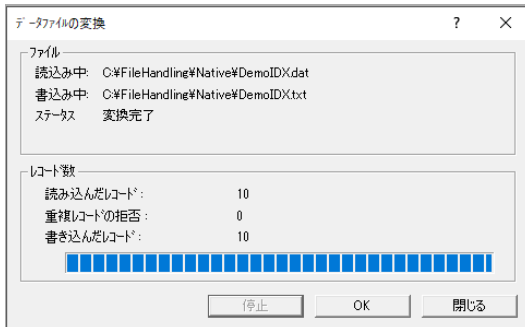 データファイルの変換 ? ×
ファイル
読込み中: C:¥FileHandling¥Native¥DemoIDX.dat
書込み中: C:¥FileHandling¥Native¥DemoIDX.txt
ステータス 変換完了
レコード数
読み込んだレコード: 10
重複レコードの拒否: 0
書き込んだレコード: 10
停止 OK 閉じる